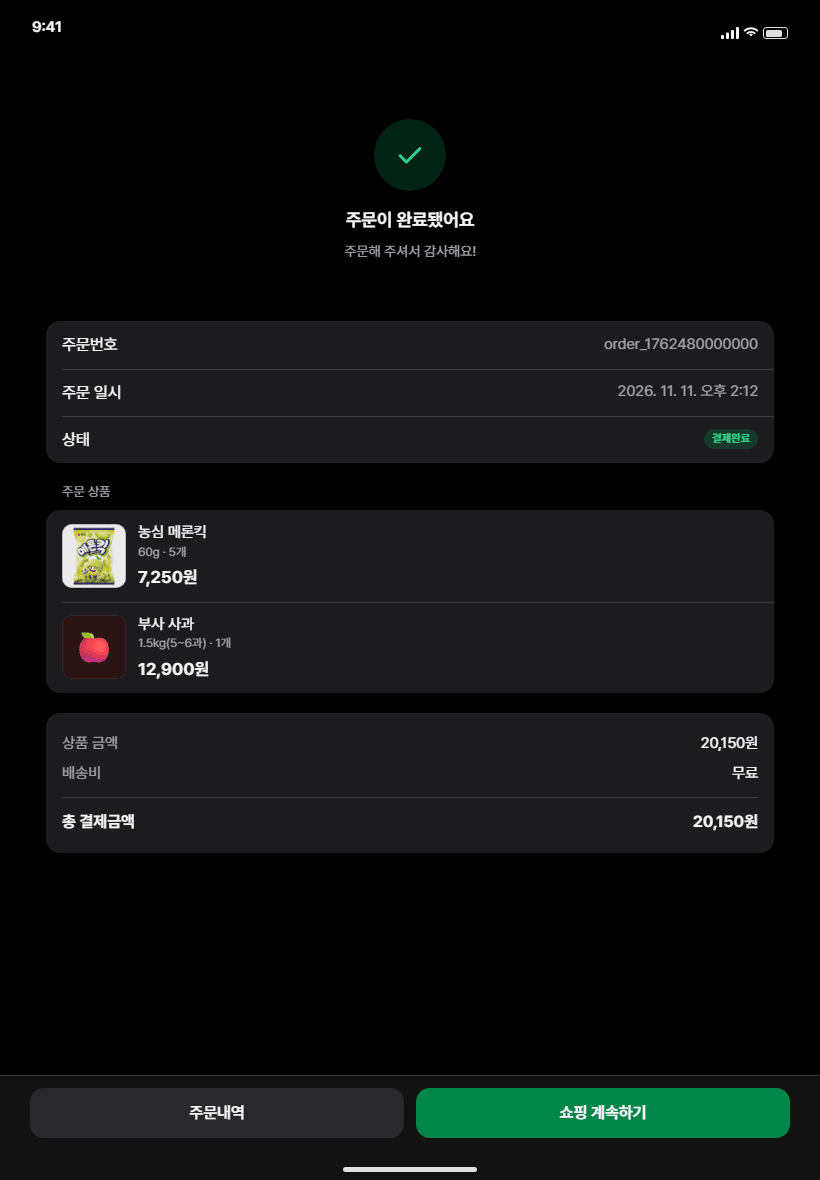 9:41
주문이 완료됐어요
주문해 주셔서 감사해요!
주문번호 order_1762480000000
주문 일시 2026. 11. 11. 오후 2:12
상태 결제완료
주문 상품
메론킥
농심 메론킥
60g · 5개
7,250원
부사 사과
1.5kg(5~6과) · 1개
12,900원
상품 금액 20,150원
배송비 무료
총 결제금액 20,150원
주문내역 쇼핑 계속하기